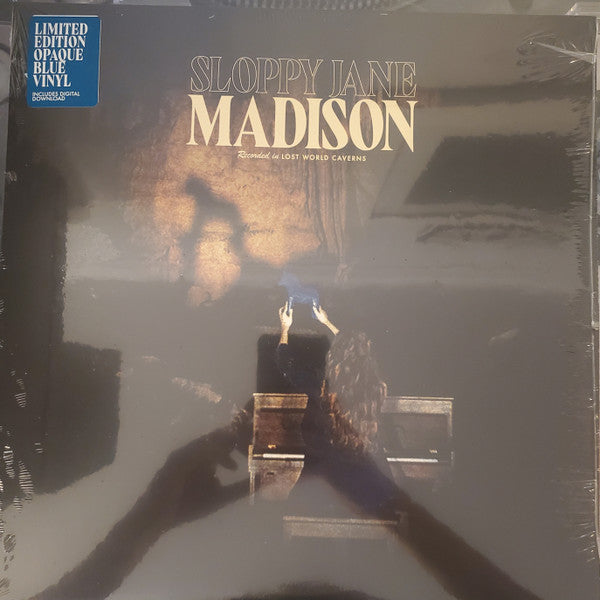 LIMITED
EDITION
OPAQUE
BLUE
VINYL
INCLUDES DIGITAL
DOWNLOAD
SLOPPY JANE
MADISON
Recorded in LOST WORLD CAVERNS